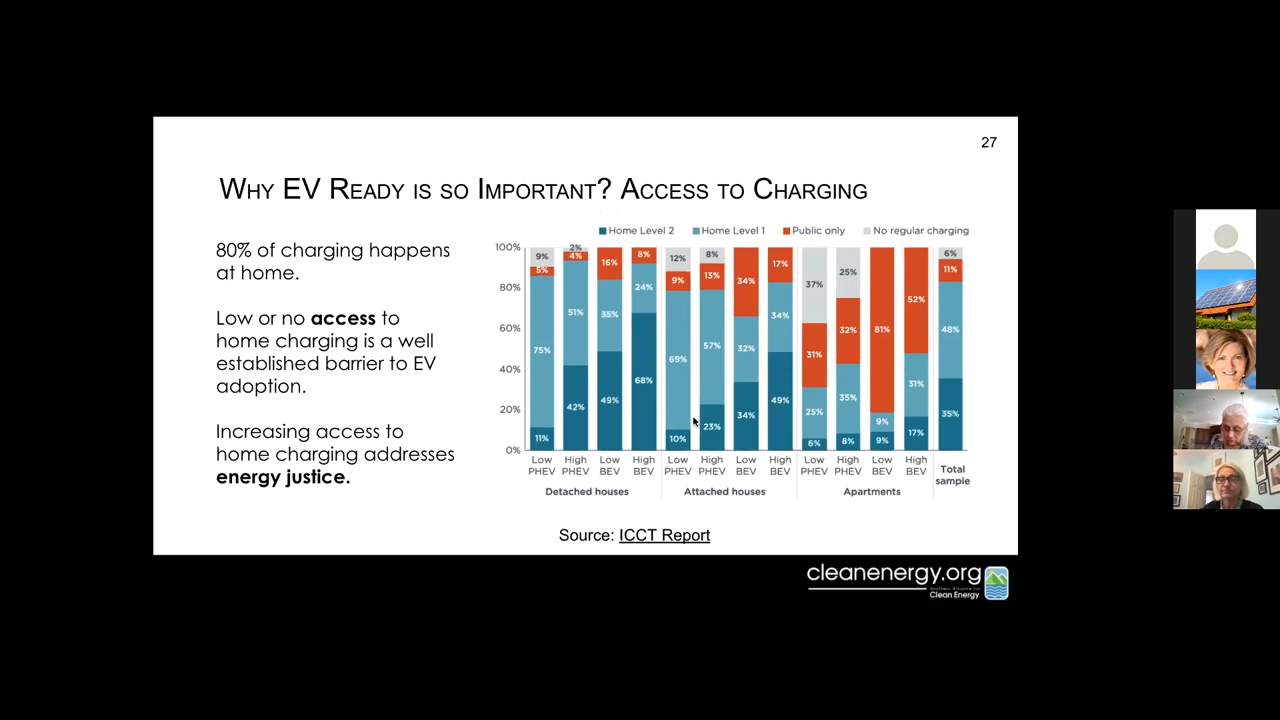 27
WHY EV READY IS SO IMPORTANT? ACCESS TO CHARGING
80% of charging happens
at home.
Low or no access to
home charging is a well
established barrier to EV
adoption.
Increasing access to
home charging addresses
energy justice.
Home Level 2 Home Level 1 Public only No regular charging
100%
80%
60%
40%
20%
0%
9% 5% 75% 11%
2% 4% 51% 42%
16% 35% 49%
8% 24% 68%
12% 9% 69% 10%
8% 13% 57% 23%
34% 32% 34%
17% 34% 49%
37% 31% 25% 6%
25% 32% 35% 8%
81% 9% 9%
52% 31% 17%
6% 11% 48% 35%
Low PHEV
High PHEV
Low BEV
High BEV
Low PHEV
High PHEV
Low BEV
High BEV
Low PHEV
High PHEV
Low BEV
High BEV
Total sample
Detached houses
Attached houses
Apartments
Source: ICCT Report
cleanenergy.org
Clean Energy